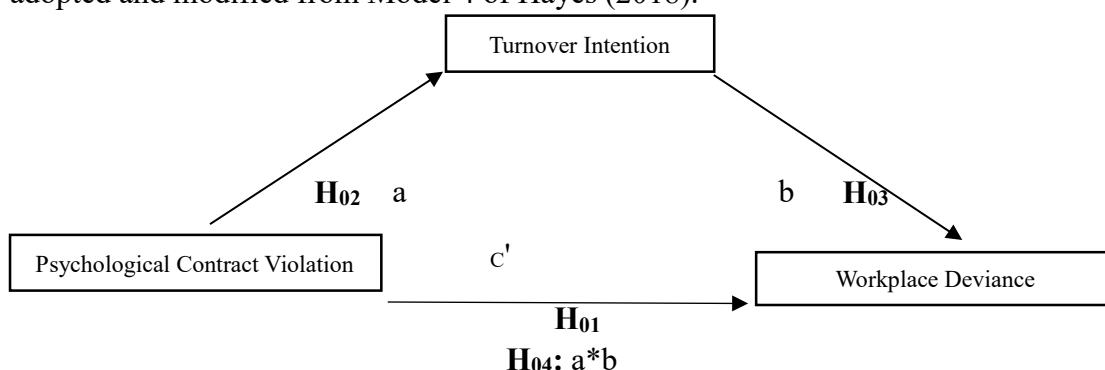 adopted and modified from Model 4 of Hayes (2018).
Turnover Intention
H02 a
b H03
Psychological Contract Violation
c'
Workplace Deviance
H01
H04: a*b